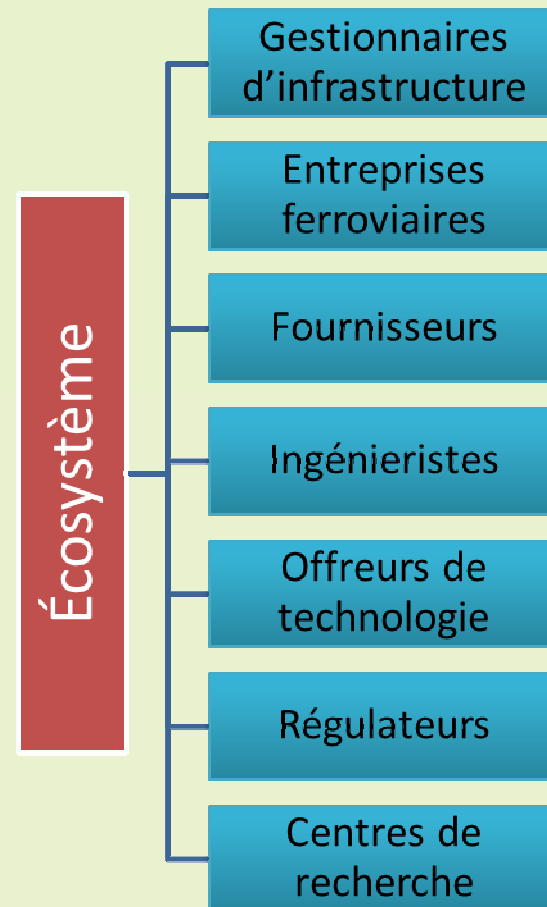 Écosystème
Gestionnaires
d’infrastructure
Entreprises
ferroviaires
Fournisseurs
Ingénieristes
Offreurs de
technologie
Régulateurs
Centres de
recherche